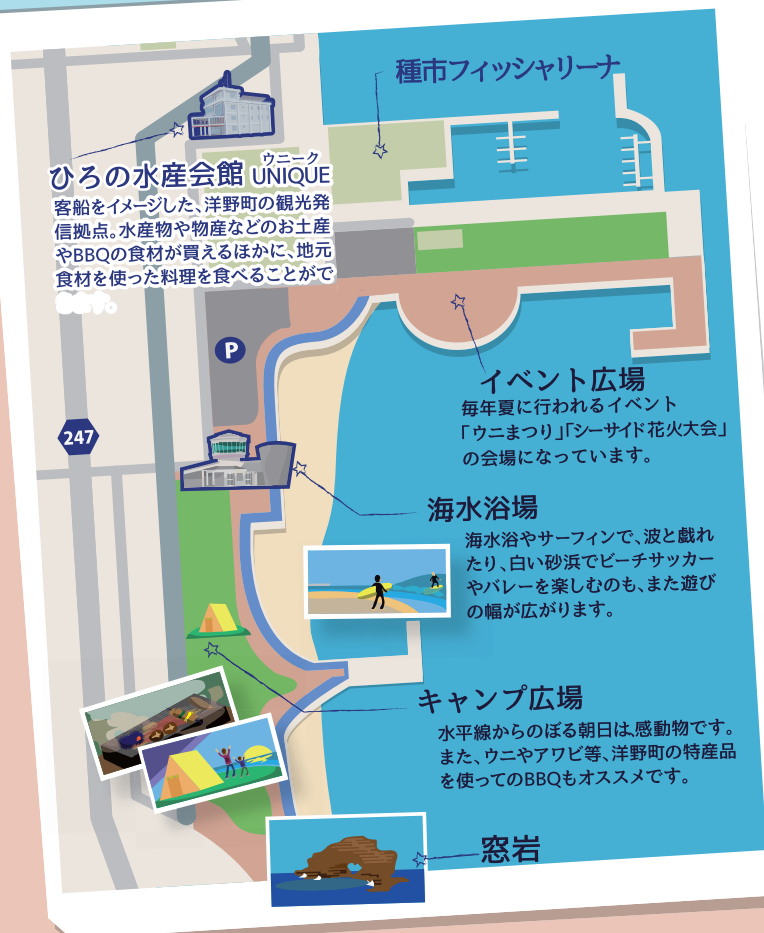 種市フィッシャリーナ
ウニーク
ひろの水産会館 UNIQUE
客船をイメージした、洋野町の観光発
信拠点。水産物や物産などのお土産
やBBQの食材が買えるほかに、地元
食材を使った料理を食べることがで
P
イベント広場
毎年夏に行われるイベント
「ウニまつり」「シーサイド花火大会」
の会場になっています。
247
海水浴場
海水浴やサーフィンで、波と戯れ
たり、白い砂浜でビーチサッカー
やバレーを楽しむのも、また遊び
の幅が広がります。
キャンプ広場
水平線からのぼる朝日は、感動物です。
また、ウニやアワビ等、洋野町の特産品
を使ってのBBQもオススメです。
窓岩